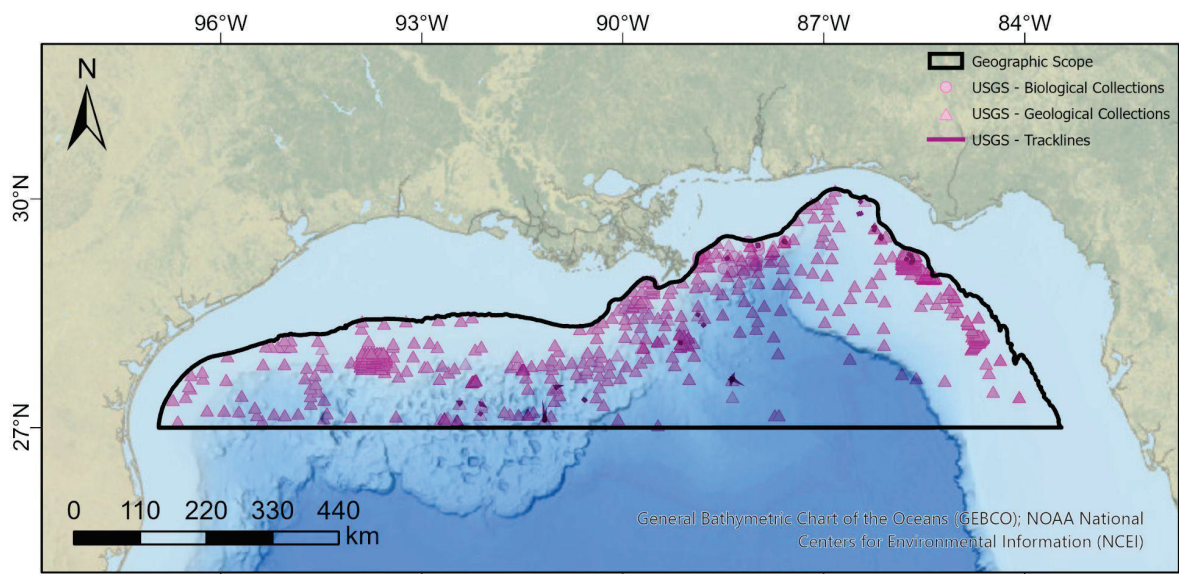 96°W 93°W 90°W 87°W 84°W
N
Geographic Scope
USGS - Biological Collections
USGS - Geological Collections
USGS - Tracklines
30°N
27°N
0 110 220 330 440
km
General Bathymetric Chart of the Oceans (GEBCO); NOAA National
Centers for Environmental Information (NCEI)